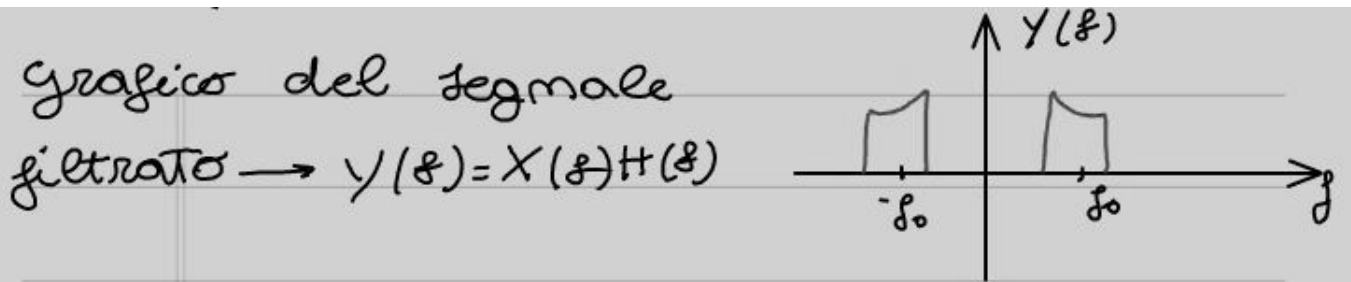 grafico del segnale
filtrato → Y(f)=X(f)H(f)
Y(f)
-f₀
f₀
f